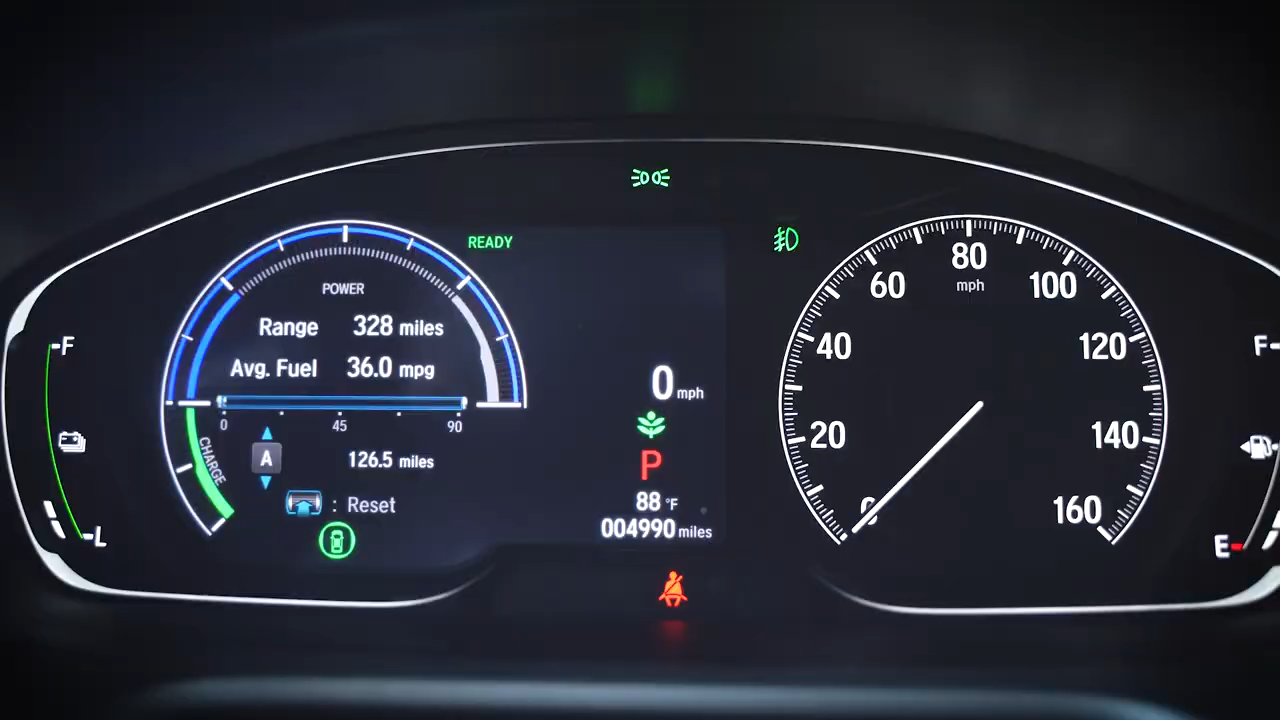 READY
POWER
Range 328 miles
Avg. Fuel 36.0 mpg
0 45 90
CHARGE
A 126.5 miles
: Reset
F
L
0 mph
P
88 °F
004990 miles
0
20
40
60
80
mph
100
120
140
160
F
E